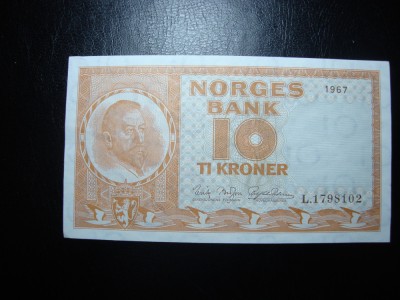 NORGES
1967
BANK
10
TI KRONER
L.1798102